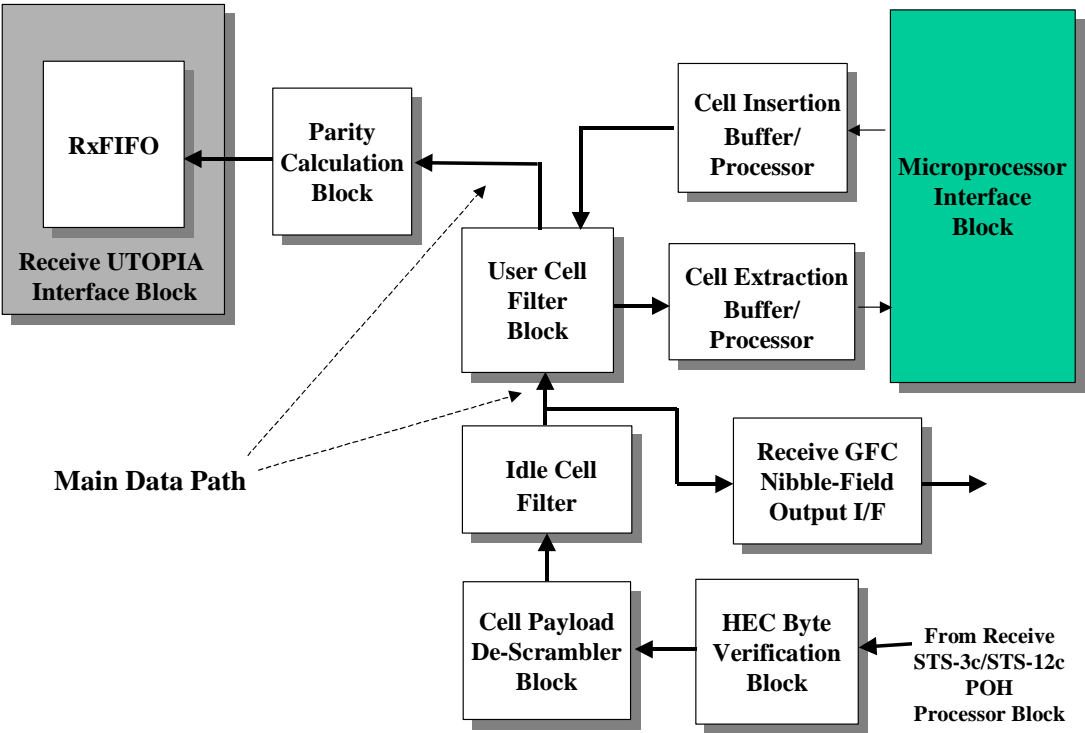 RxFIFO
Receive UTOPIA
Interface Block
Parity
Calculation
Block
Cell Insertion
Buffer/
Processor
Microprocessor
Interface
Block
User Cell
Filter
Block
Cell Extraction
Buffer/
Processor
Main Data Path
Idle Cell
Filter
Receive GFC
Nibble-Field
Output I/F
Cell Payload
De-Scrambler
Block
HEC Byte
Verification
Block
From Receive
STS-3c/STS-12c
POH
Processor Block